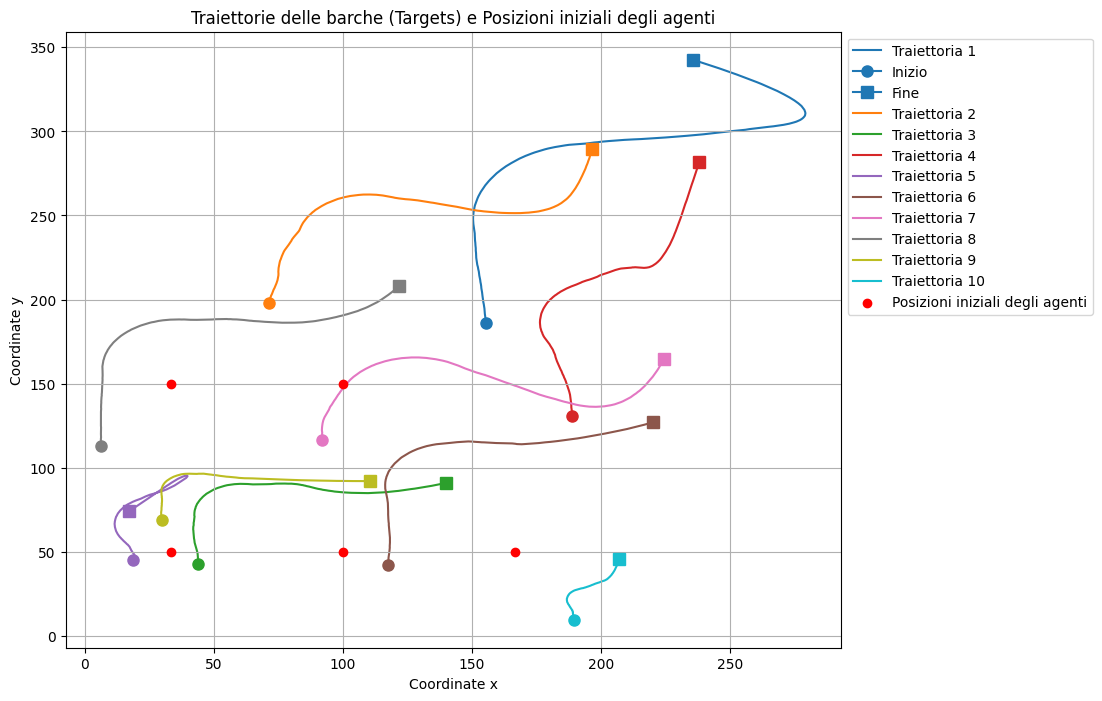 Traiettorie delle barche (Targets) e Posizioni iniziali degli agenti
350
300
250
200
150
100
50
0
Coordinate y
0
50
100
150
200
250
Coordinate x
Traiettoria 1
Inizio
Fine
Traiettoria 2
Traiettoria 3
Traiettoria 4
Traiettoria 5
Traiettoria 6
Traiettoria 7
Traiettoria 8
Traiettoria 9
Traiettoria 10
Posizioni iniziali degli agenti